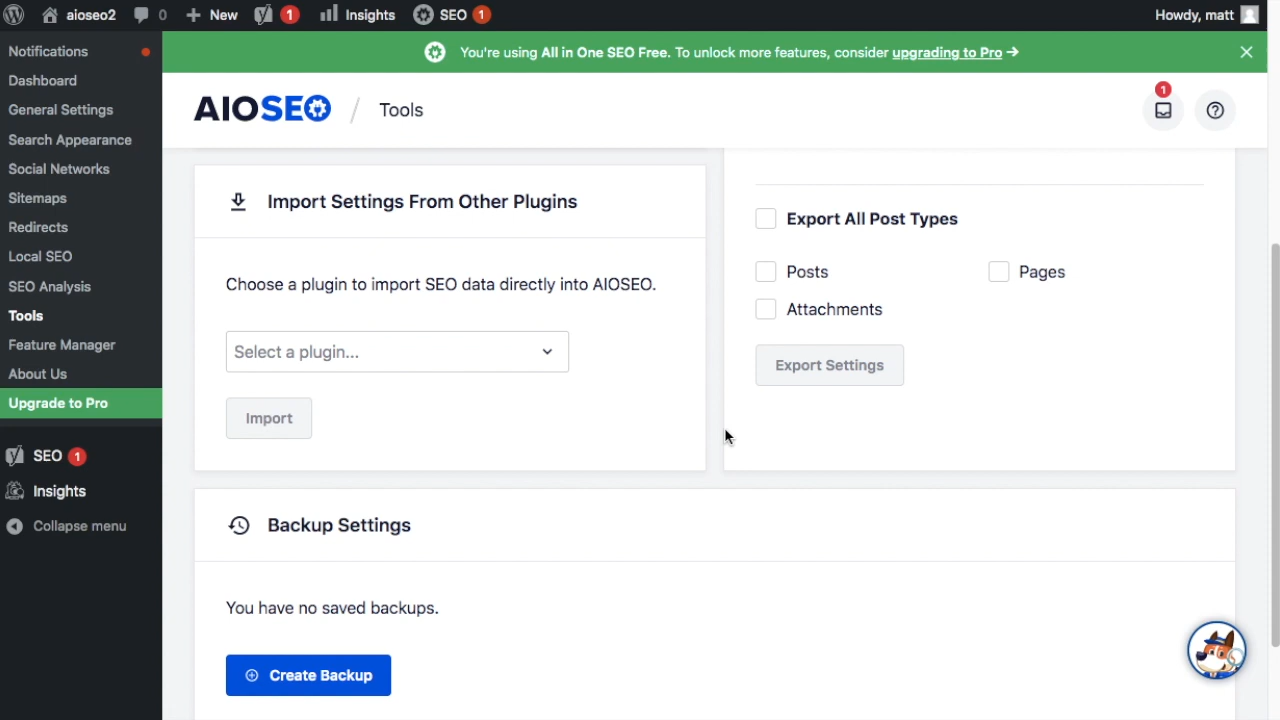 aioseo2 0 New 1 Insights SEO 1 Howdy, matt
You're using All in One SEO Free. To unlock more features, consider upgrading to Pro →
Notifications
Dashboard
General Settings
Search Appearance
Social Networks
Sitemaps
Redirects
Local SEO
SEO Analysis
Tools
Feature Manager
About Us
Upgrade to Pro
SEO 1
Insights
Collapse menu
AIOSEO / Tools
1
Import Settings From Other Plugins
Choose a plugin to import SEO data directly into AIOSEO.
Select a plugin...
Import
Export All Post Types
Posts Pages
Attachments
Export Settings
Backup Settings
You have no saved backups.
Create Backup